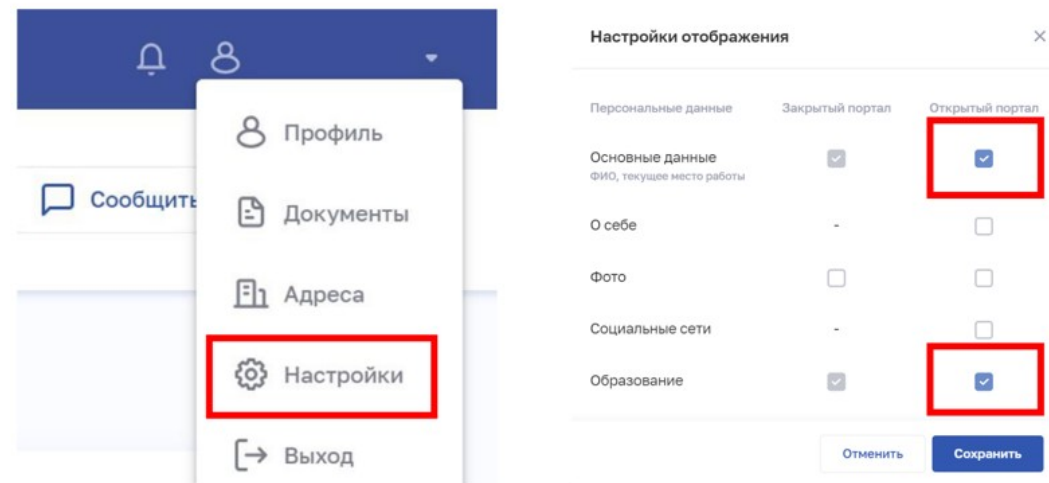 Профиль
Сообщить
Документы
Адреса
Настройки
Выход
Настройки отображения
Персональные данные Закрытый портал Открытый портал
Основные данные
ФИО, текущее место работы
О себе -
Фото
Социальные сети -
Образование
Отменить Сохранить